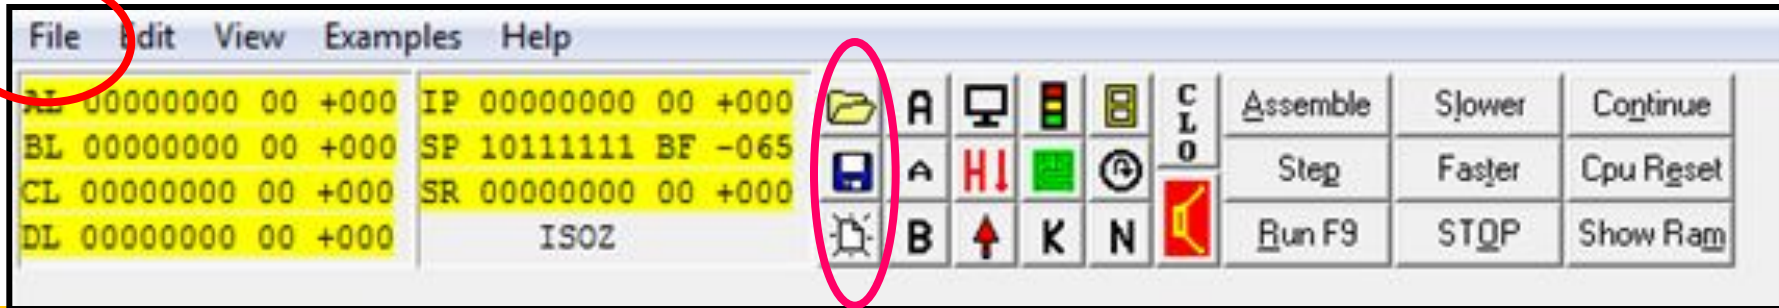 File Edit View Examples Help
AL 00000000 00 +000 IP 00000000 00 +000
BL 00000000 00 +000 SP 10111111 BF -065
CL 00000000 00 +000 SR 00000000 00 +000
DL 00000000 00 +000 ISOZ
A CLO Assemble Slower Continue
A H Step Faster Cpu Reset
B K N Run F9 STOP Show Ram